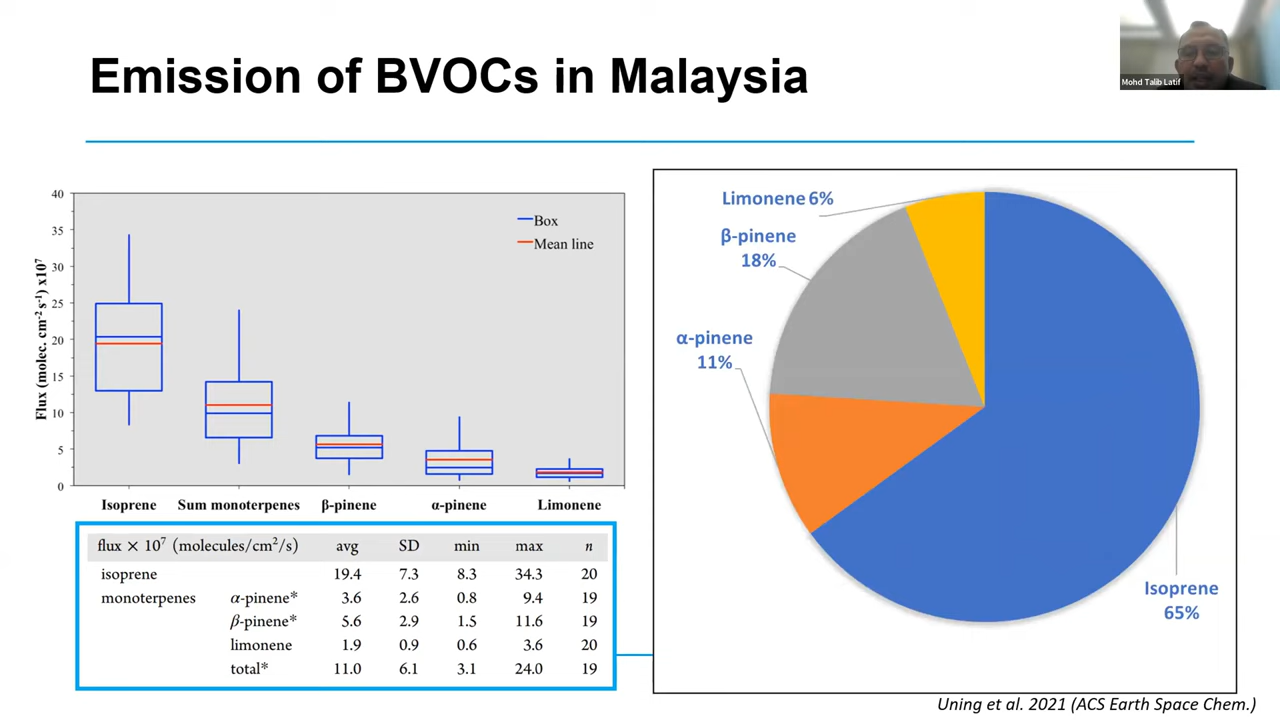 Emission of BVOCs in Malaysia
Mohd Talib Latif
40
35
30
25
20
15
10
5
0
Flux (molec. cm⁻² s⁻¹) x10⁷
Box
Mean line
Isoprene Sum monoterpenes β-pinene α-pinene Limonene
flux × 10⁷ (molecules/cm²/s) avg SD min max n
isoprene 19.4 7.3 8.3 34.3 20
monoterpenes α-pinene* 3.6 2.6 0.8 9.4 19
β-pinene* 5.6 2.9 1.5 11.6 19
limonene 1.9 0.9 0.6 3.6 20
total* 11.0 6.1 3.1 24.0 19
Limonene 6%
β-pinene
18%
α-pinene
11%
Isoprene
65%
Uning et al. 2021 (ACS Earth Space Chem.)